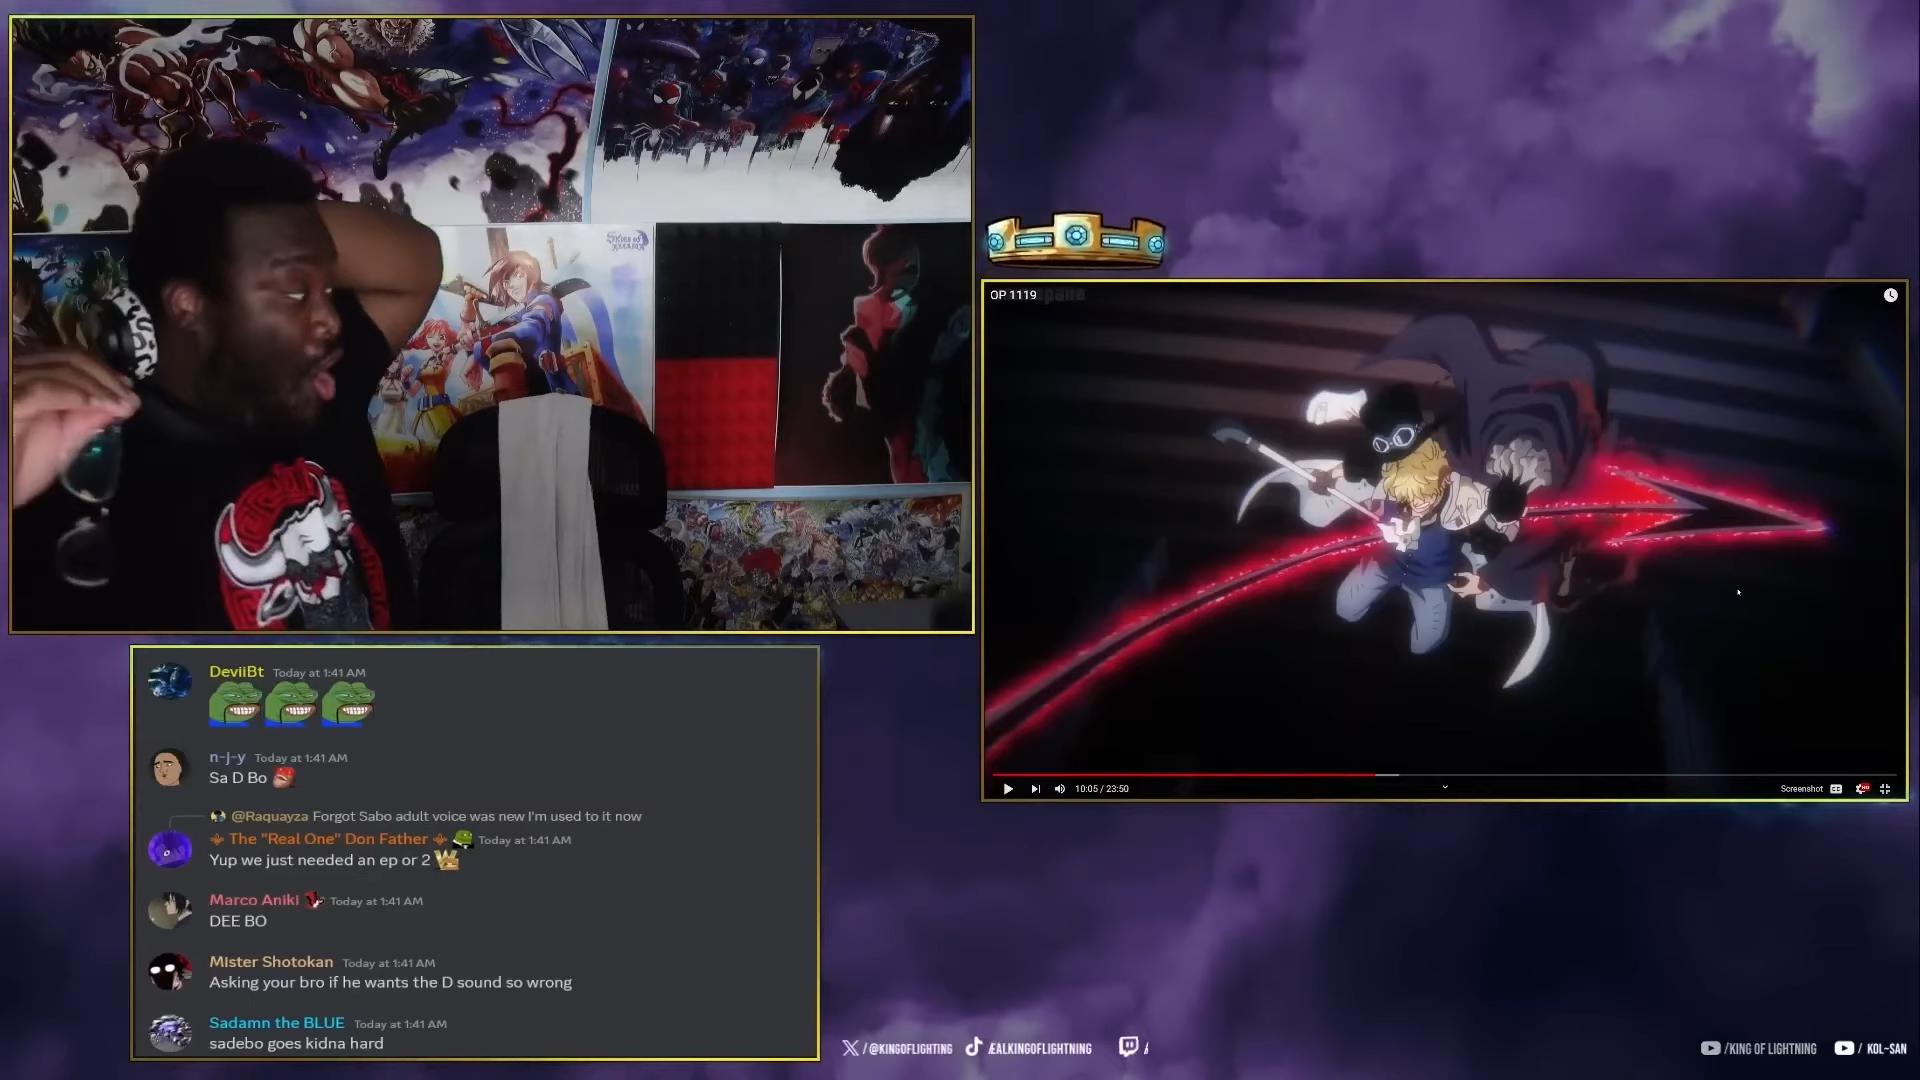 SKIES OF ARCADIA
OP 1119
10:05 / 23:50
Screenshot
DeviiBt Today at 1:41 AM
n-j-y Today at 1:41 AM
Sa D Bo
@Raquayza Forgot Sabo adult voice was new I'm used to it now
The "Real One" Don Father Today at 1:41 AM
Yup we just needed an ep or 2
Marco Aniki Today at 1:41 AM
DEE BO
Mister Shotokan Today at 1:41 AM
Asking your bro if he wants the D sound so wrong
Sadamn the BLUE Today at 1:41 AM
sadebo goes kidna hard
/@KINGOFLIGHTING
/EALKINGOFLIGHTNING
/
/KING OF LIGHTNING
/ KOL-SAN